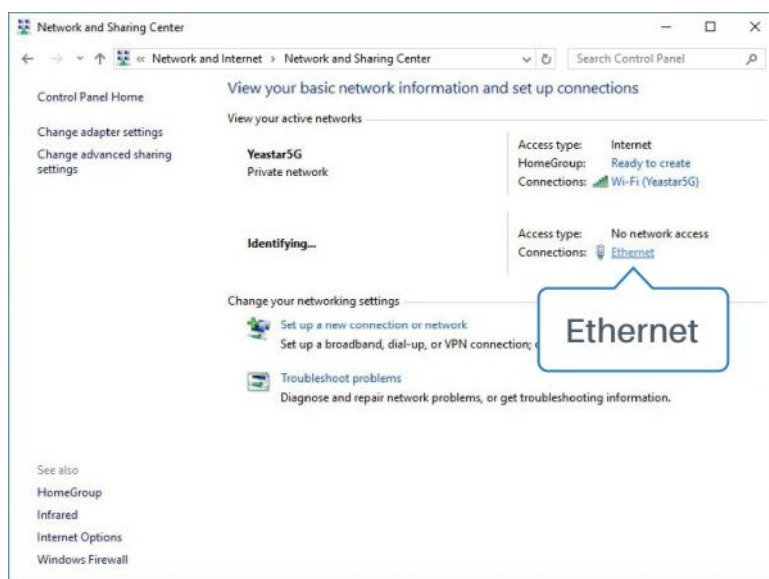 Network and Sharing Center
« Network and Internet › Network and Sharing Center
Search Control Panel
Control Panel Home
Change adapter settings
Change advanced sharing
settings
View your basic network information and set up connections
View your active networks
Yeastar5G
Private network
Access type: Internet
HomeGroup: Ready to create
Connections: Wi-Fi (Yeastar5G)
Identifying...
Access type: No network access
Connections: Ethernet
Ethernet
Change your networking settings
Set up a new connection or network
Set up a broadband, dial-up, or VPN connection;
Troubleshoot problems
Diagnose and repair network problems, or get troubleshooting information.
See also
HomeGroup
Infrared
Internet Options
Windows Firewall